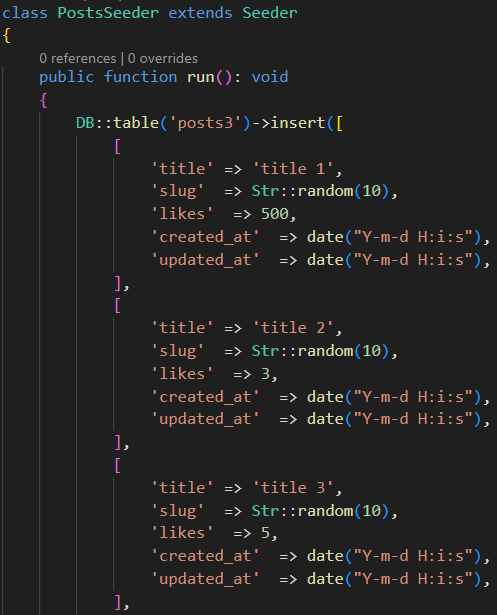 class PostsSeeder extends Seeder
{
0 references | 0 overrides
public function run(): void
{
DB::table('posts3')->insert([
[
'title' => 'title 1',
'slug'  => Str::random(10),
'likes'  => 500,
'created_at'  => date("Y-m-d H:i:s"),
'updated_at'  => date("Y-m-d H:i:s"),
],
[
'title' => 'title 2',
'slug'  => Str::random(10),
'likes'  => 3,
'created_at'  => date("Y-m-d H:i:s"),
'updated_at'  => date("Y-m-d H:i:s"),
],
[
'title' => 'title 3',
'slug'  => Str::random(10),
'likes'  => 5,
'created_at'  => date("Y-m-d H:i:s"),
'updated_at'  => date("Y-m-d H:i:s"),
],